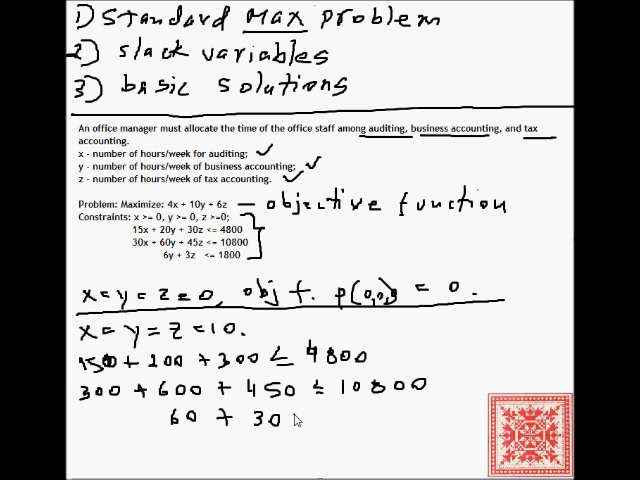 1) Standard max problem
2) slack variables
3) basic solutions
An office manager must allocate the time of the office staff among auditing, business accounting, and tax
accounting.
x - number of hours/week for auditing;
y - number of hours/week of business accounting;
z - number of hours/week of tax accounting.
Problem: Maximize: 4x + 10y + 6z — objective function
Constraints: x >= 0, y >= 0, z >=0;
15x + 20y + 30z <= 4800
30x + 60y + 45z <= 10800
6y + 3z <= 1800
x = y = z = 0, obj f. p(0,0,0) = 0.
x = y = z = 10.
150 + 200 + 300 ≤ 4800
300 + 600 + 450 ≤ 10800
60 + 30